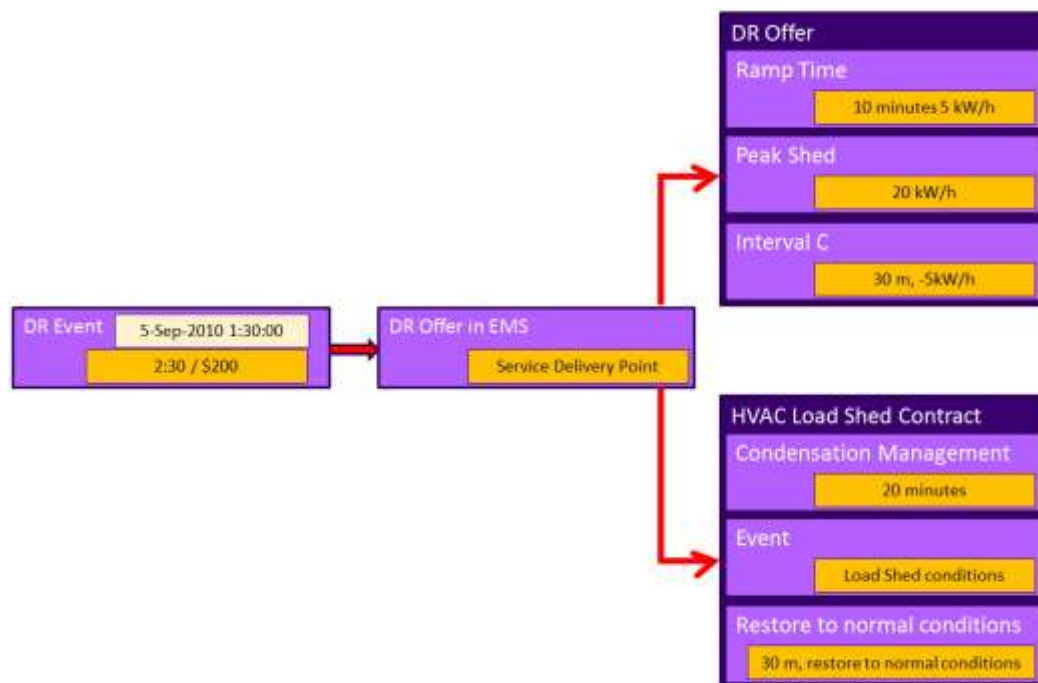 DR Offer
Ramp Time
10 minutes 5 kW/h
Peak Shed
20 kW/h
Interval C
30 m, -5kW/h
DR Event
5-Sep-2010 1:30:00
2:30 / $200
DR Offer in EMS
Service Delivery Point
HVAC Load Shed Contract
Condensation Management
20 minutes
Event
Load Shed conditions
Restore to normal conditions
30 m, restore to normal conditions